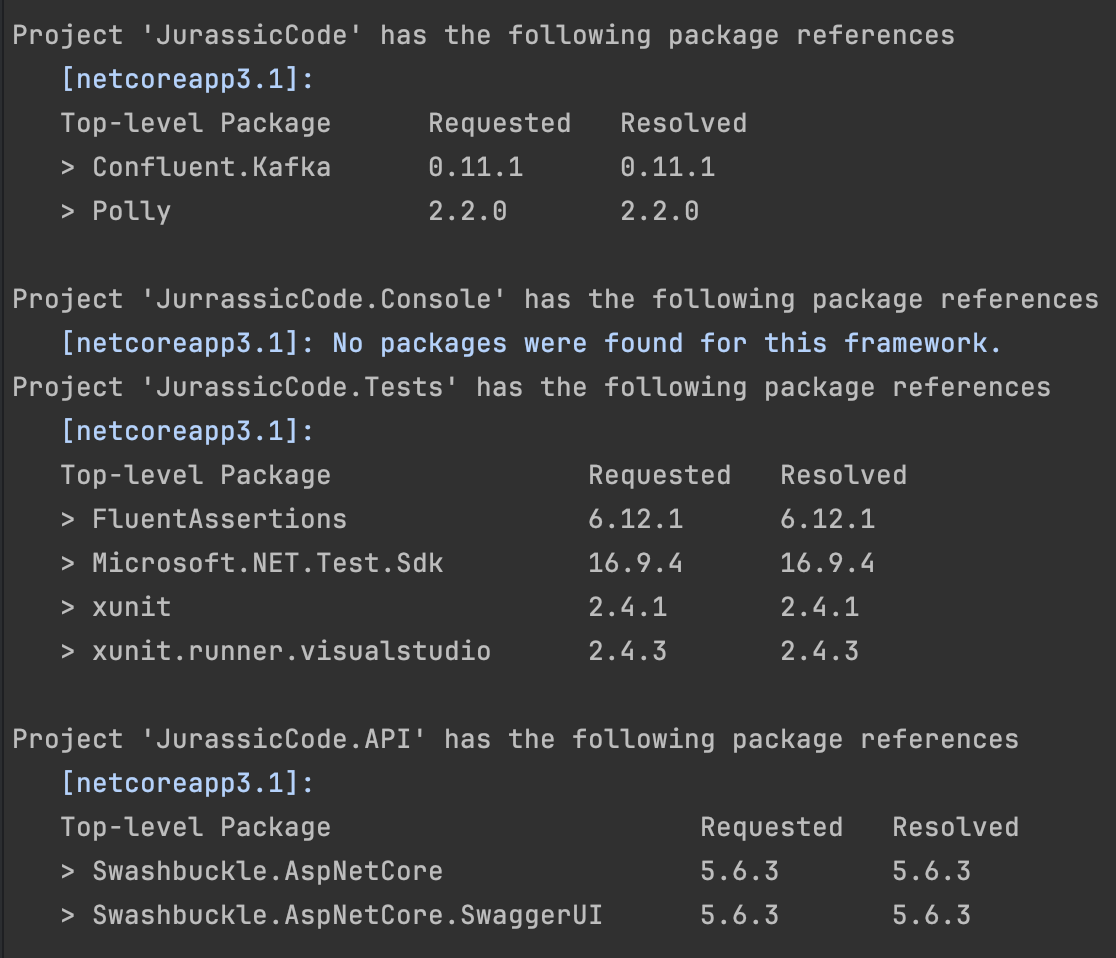 Project 'JurassicCode' has the following package references
[netcoreapp3.1]:
Top-level Package Requested Resolved
> Confluent.Kafka 0.11.1 0.11.1
> Polly 2.2.0 2.2.0
Project 'JurrassicCode.Console' has the following package references
[netcoreapp3.1]: No packages were found for this framework.
Project 'JurassicCode.Tests' has the following package references
[netcoreapp3.1]:
Top-level Package Requested Resolved
> FluentAssertions 6.12.1 6.12.1
> Microsoft.NET.Test.Sdk 16.9.4 16.9.4
> xunit 2.4.1 2.4.1
> xunit.runner.visualstudio 2.4.3 2.4.3
Project 'JurassicCode.API' has the following package references
[netcoreapp3.1]:
Top-level Package Requested Resolved
> Swashbuckle.AspNetCore 5.6.3 5.6.3
> Swashbuckle.AspNetCore.SwaggerUI 5.6.3 5.6.3